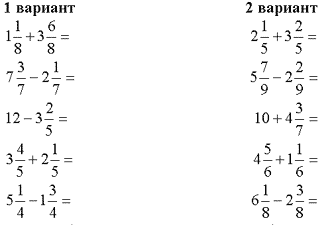 1 вариант 2 вариант
1 1/8 + 3 6/8 = 2 1/5 + 3 2/5 =
7 3/7 − 2 1/7 = 5 7/9 − 2 2/9 =
12 − 3 2/5 = 10 + 4 3/7 =
3 4/5 + 2 1/5 = 4 5/6 + 1 1/6 =
5 1/4 − 1 3/4 = 6 1/8 − 2 3/8 =